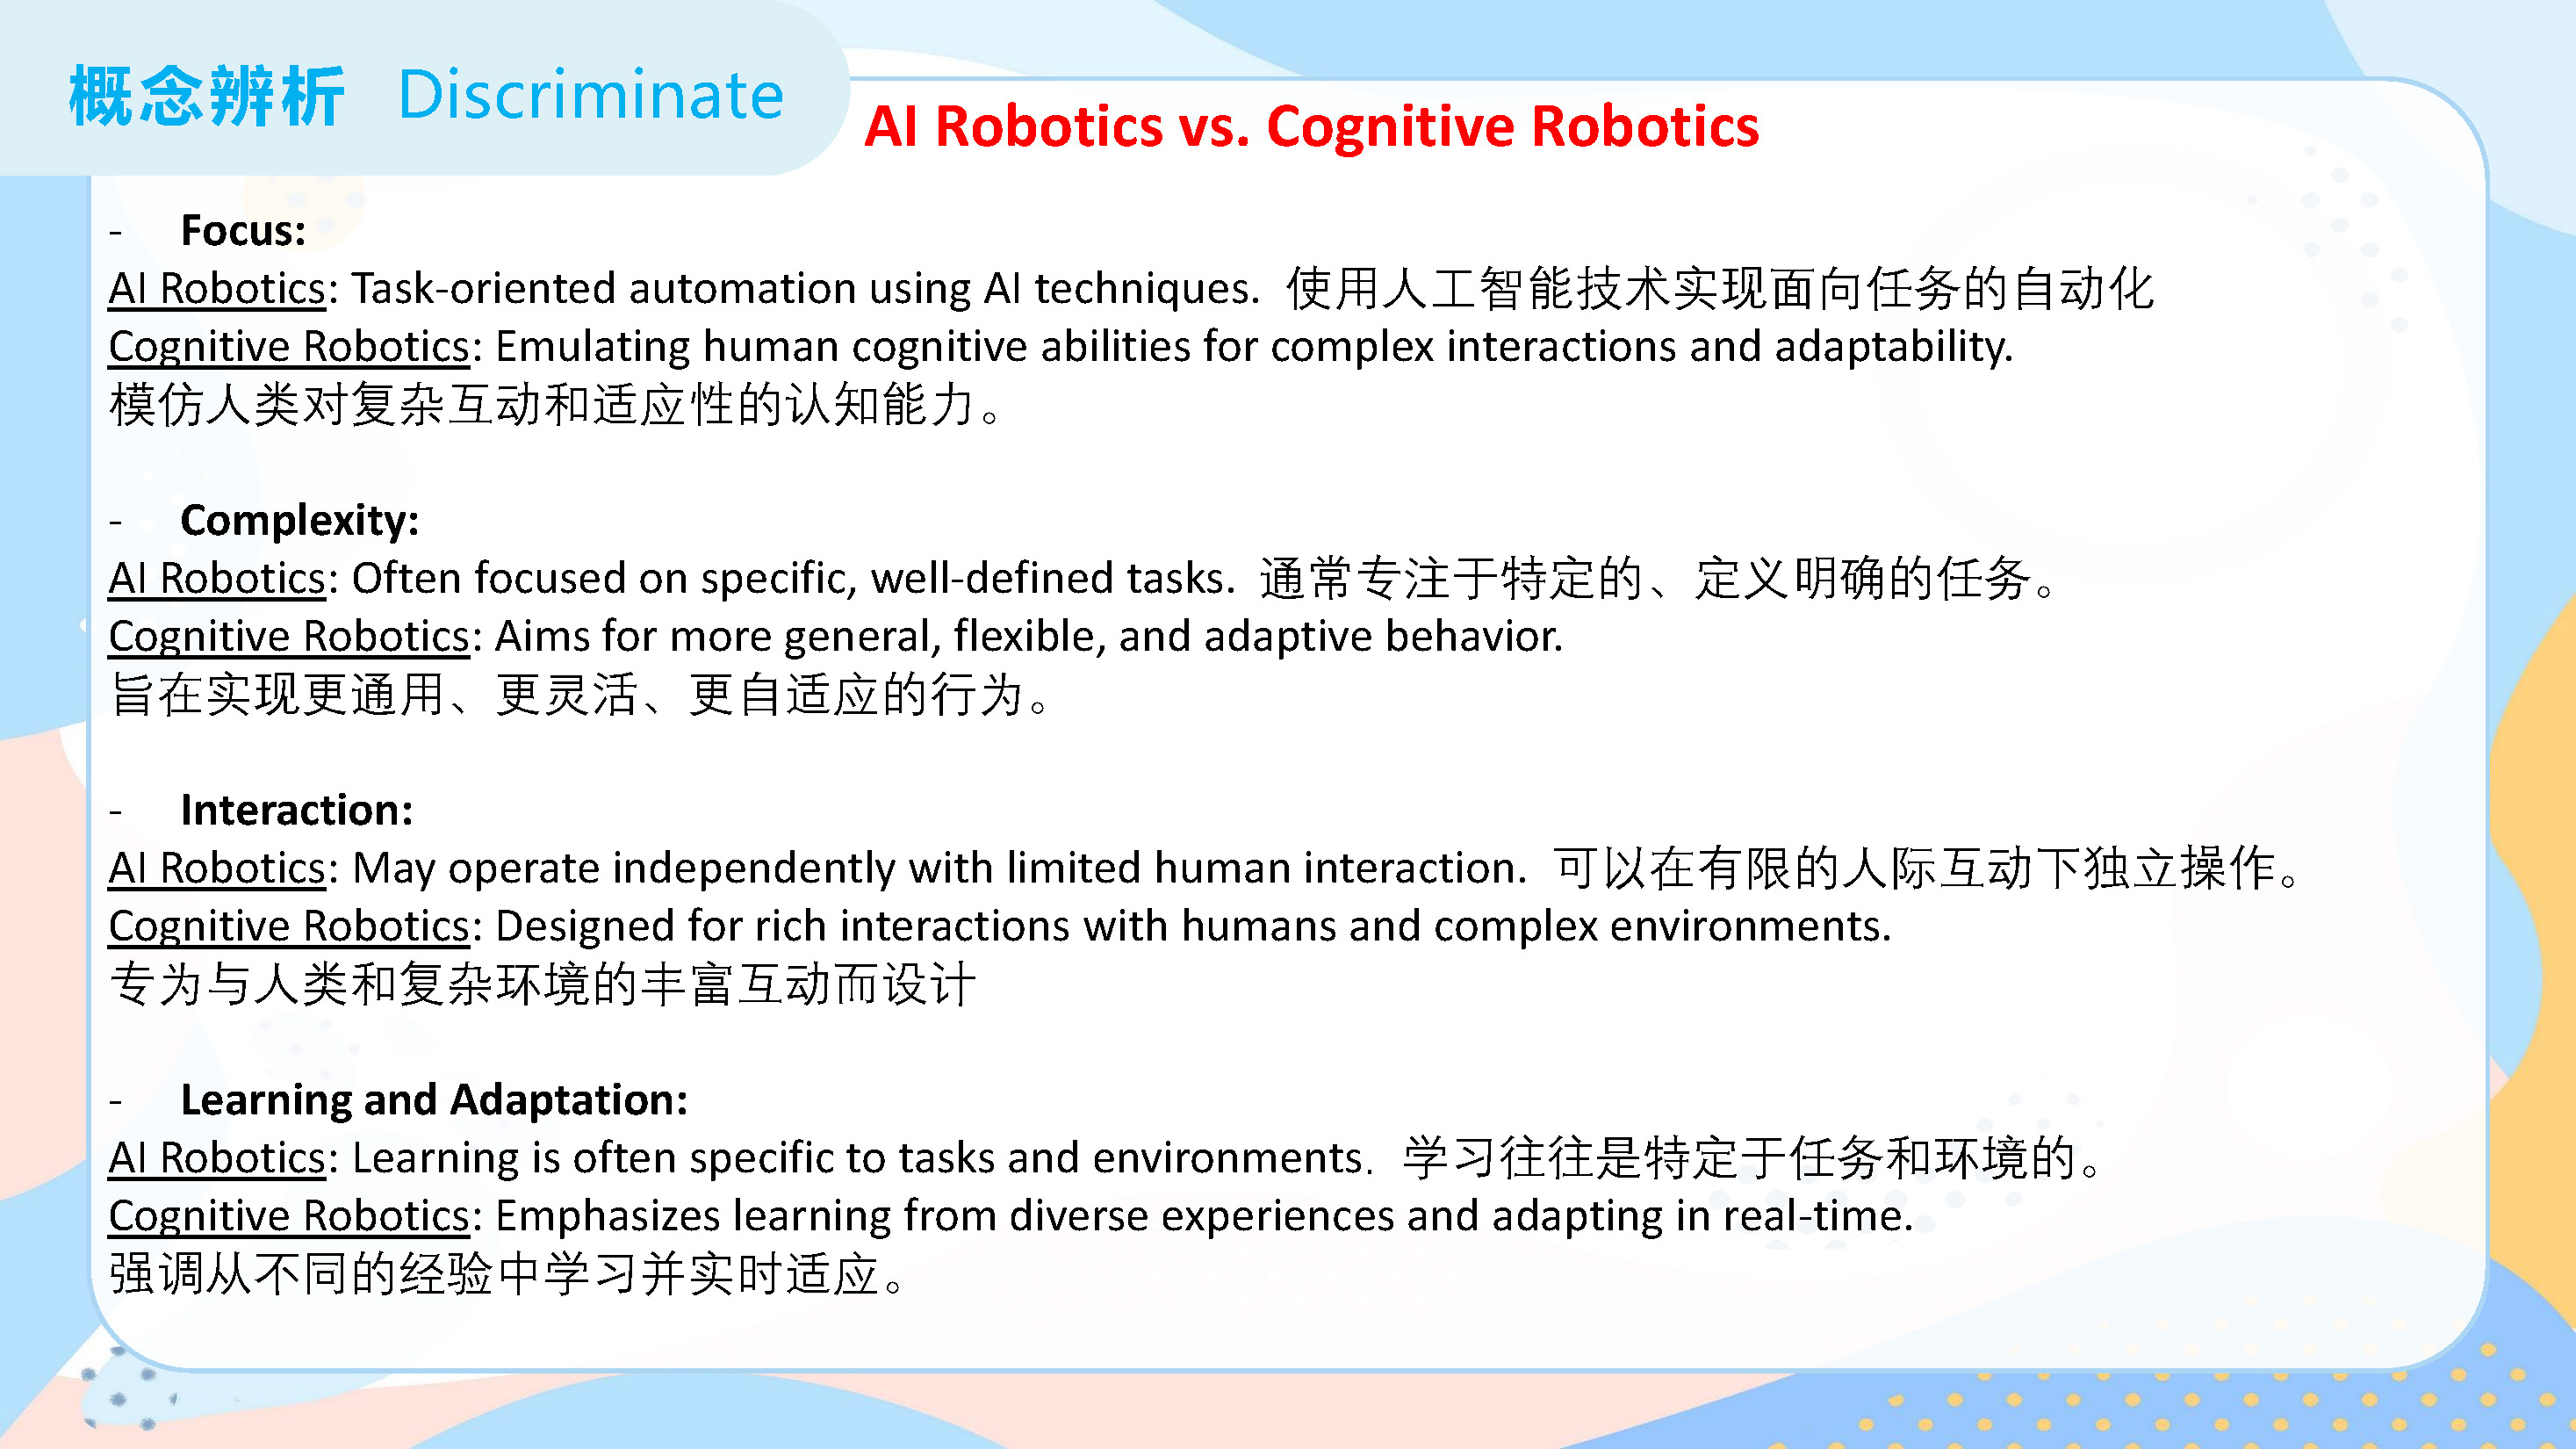 概念辨析 Discriminate
AI Robotics vs. Cognitive Robotics
- Focus:
AI Robotics: Task-oriented automation using AI techniques. 使用人工智能技术实现面向任务的自动化
Cognitive Robotics: Emulating human cognitive abilities for complex interactions and adaptability.
模仿人类对复杂互动和适应性的认知能力。
- Complexity:
AI Robotics: Often focused on specific, well-defined tasks. 通常专注于特定的、定义明确的任务。
Cognitive Robotics: Aims for more general, flexible, and adaptive behavior.
旨在实现更通用、更灵活、更自适应的行为。
- Interaction:
AI Robotics: May operate independently with limited human interaction. 可以在有限的人际互动下独立操作。
Cognitive Robotics: Designed for rich interactions with humans and complex environments.
专为与人类和复杂环境的丰富互动而设计
- Learning and Adaptation:
AI Robotics: Learning is often specific to tasks and environments. 学习往往是特定于任务和环境的。
Cognitive Robotics: Emphasizes learning from diverse experiences and adapting in real-time.
强调从不同的经验中学习并实时适应。